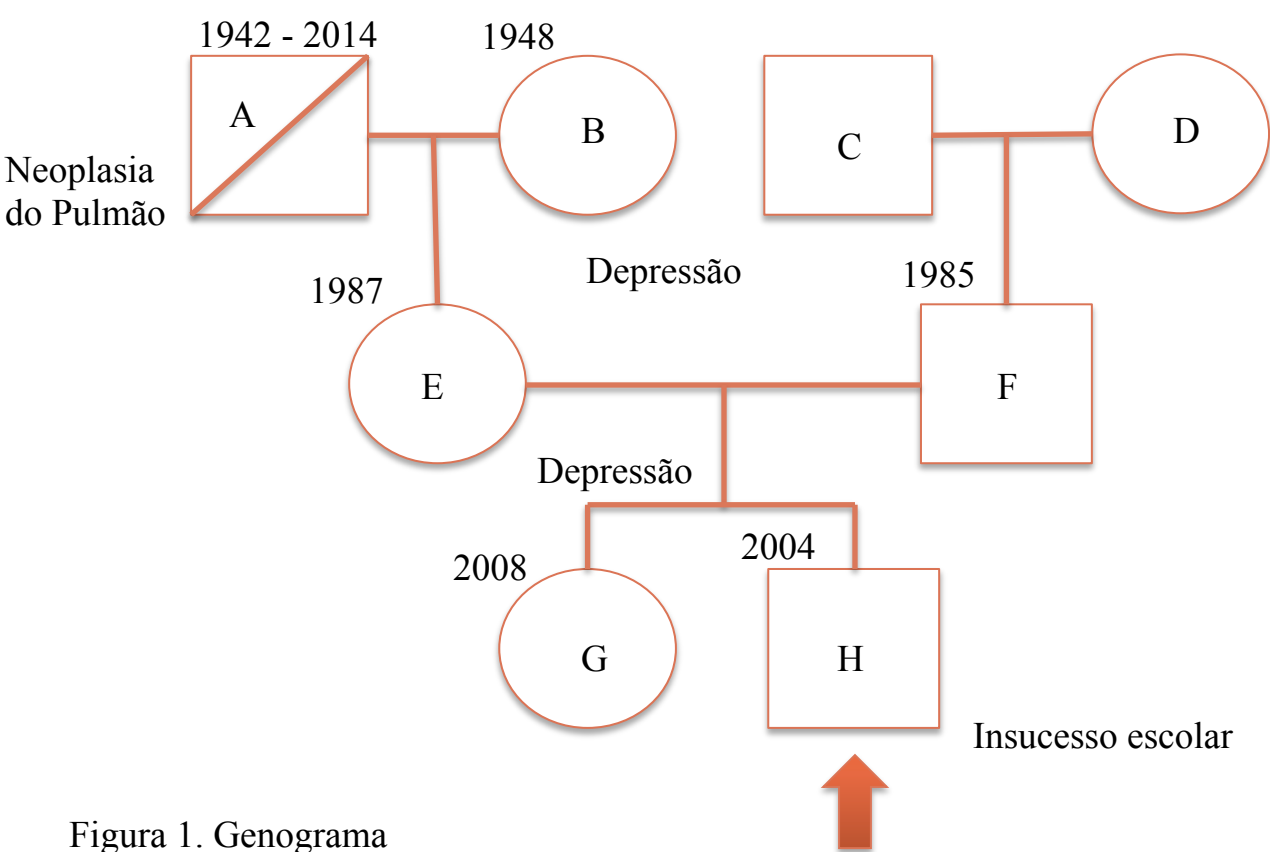 1942 - 2014
1948
A
B
C
D
Neoplasia
do Pulmão
Depressão
1987
1985
E
F
Depressão
2008
2004
G
H
Insucesso escolar
Figura 1. Genograma